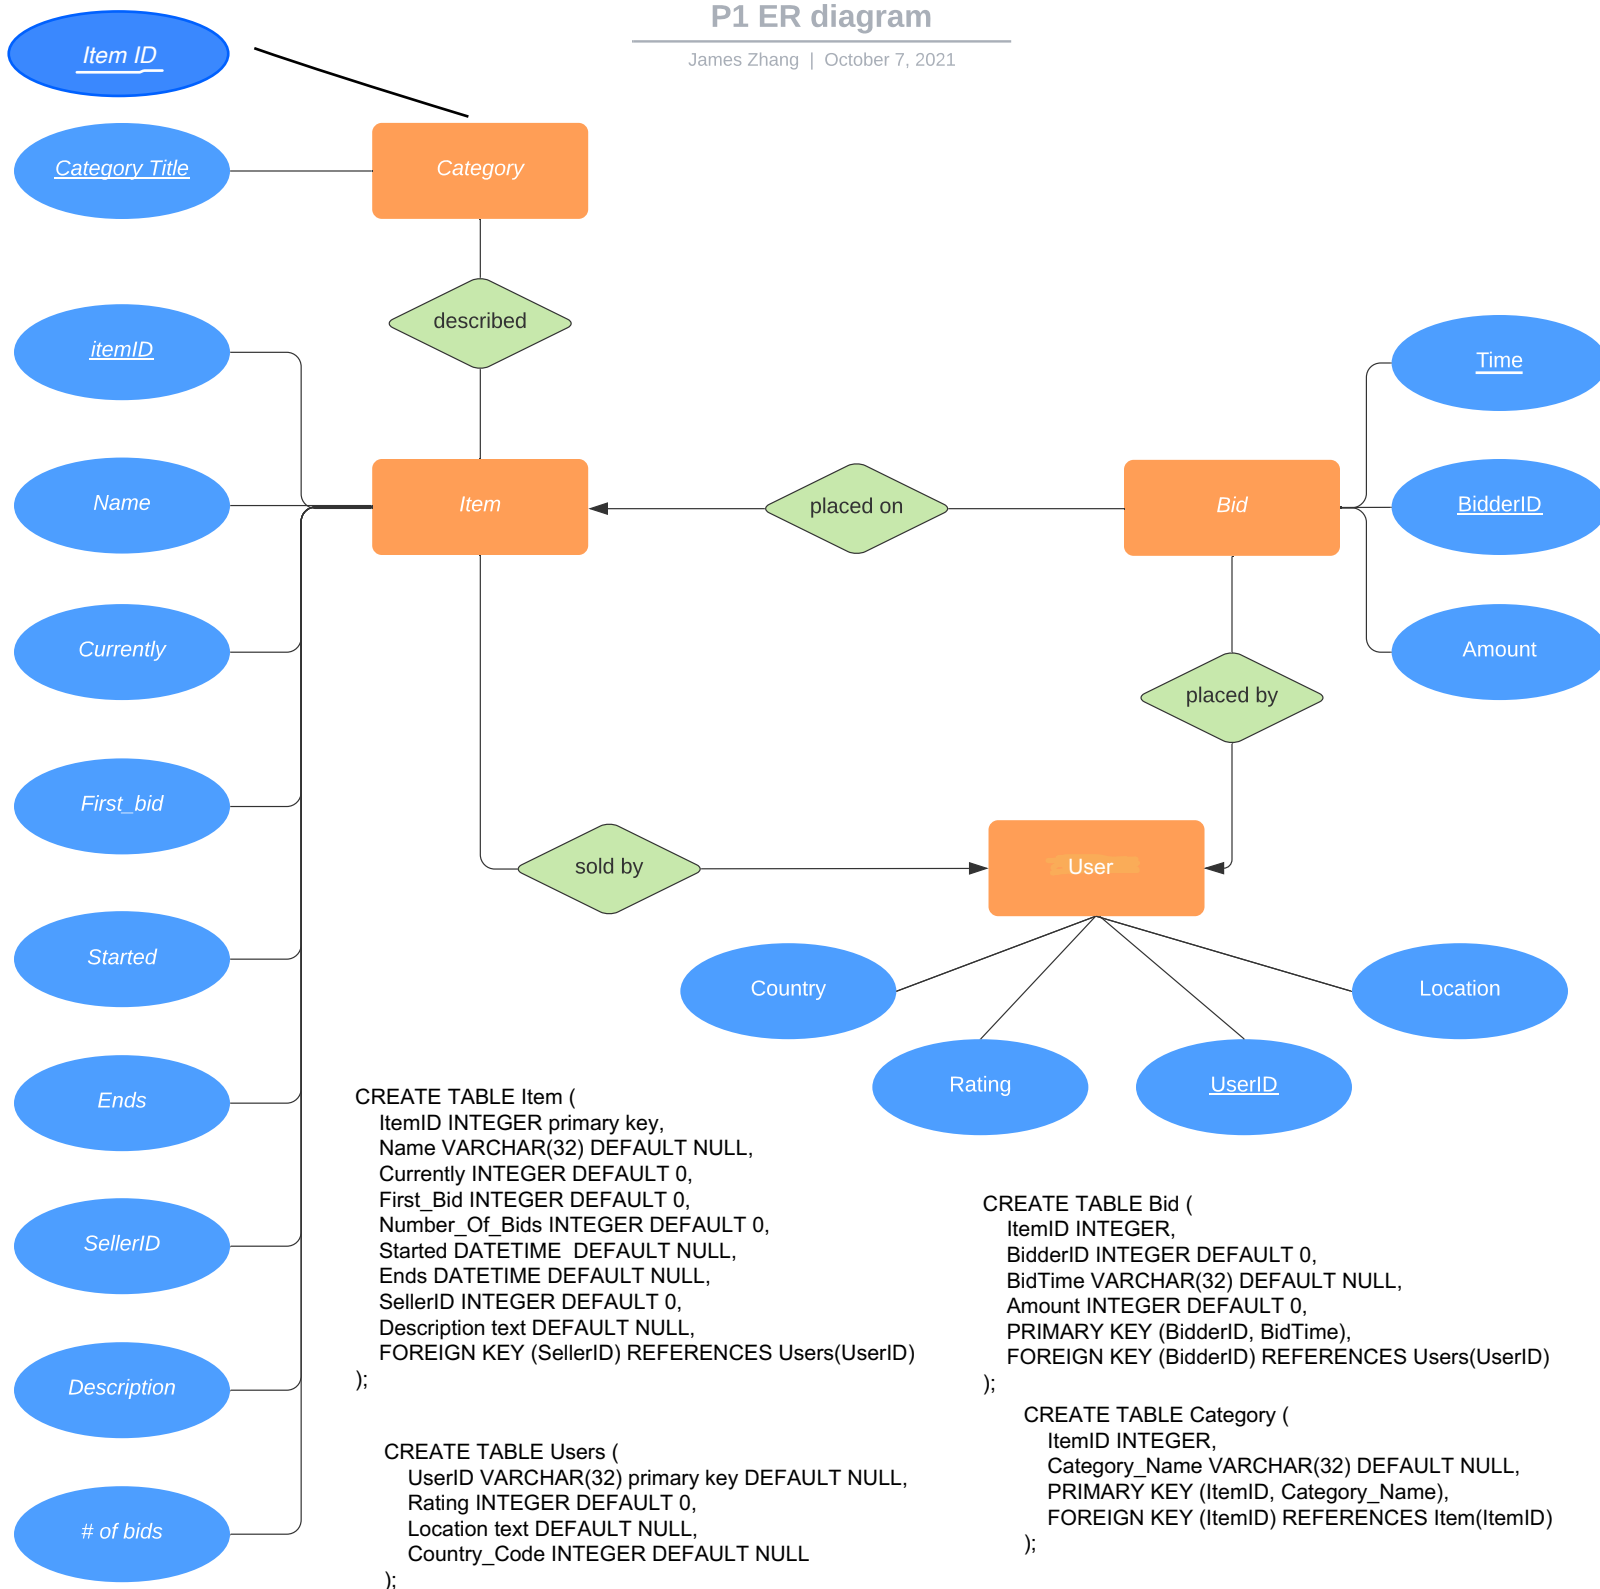 P1 ER diagram
James Zhang | October 7, 2021
Item ID
Category Title
Category
described
itemID
Time
Name
Item
placed on
Bid
BidderID
Currently
Amount
placed by
First_bid
sold by
User
Started
Country
Location
Rating
UserID
Ends
SellerID
Description
# of bids
CREATE TABLE Item (
ItemID INTEGER primary key,
Name VARCHAR(32) DEFAULT NULL,
Currently INTEGER DEFAULT 0,
First_Bid INTEGER DEFAULT 0,
Number_Of_Bids INTEGER DEFAULT 0,
Started DATETIME  DEFAULT NULL,
Ends DATETIME DEFAULT NULL,
SellerID INTEGER DEFAULT 0,
Description text DEFAULT NULL,
FOREIGN KEY (SellerID) REFERENCES Users(UserID)
);
CREATE TABLE Bid (
ItemID INTEGER,
BidderID INTEGER DEFAULT 0,
BidTime VARCHAR(32) DEFAULT NULL,
Amount INTEGER DEFAULT 0,
PRIMARY KEY (BidderID, BidTime),
FOREIGN KEY (BidderID) REFERENCES Users(UserID)
);
CREATE TABLE Category (
ItemID INTEGER,
Category_Name VARCHAR(32) DEFAULT NULL,
PRIMARY KEY (ItemID, Category_Name),
FOREIGN KEY (ItemID) REFERENCES Item(ItemID)
);
CREATE TABLE Users (
UserID VARCHAR(32) primary key DEFAULT NULL,
Rating INTEGER DEFAULT 0,
Location text DEFAULT NULL,
Country_Code INTEGER DEFAULT NULL
);